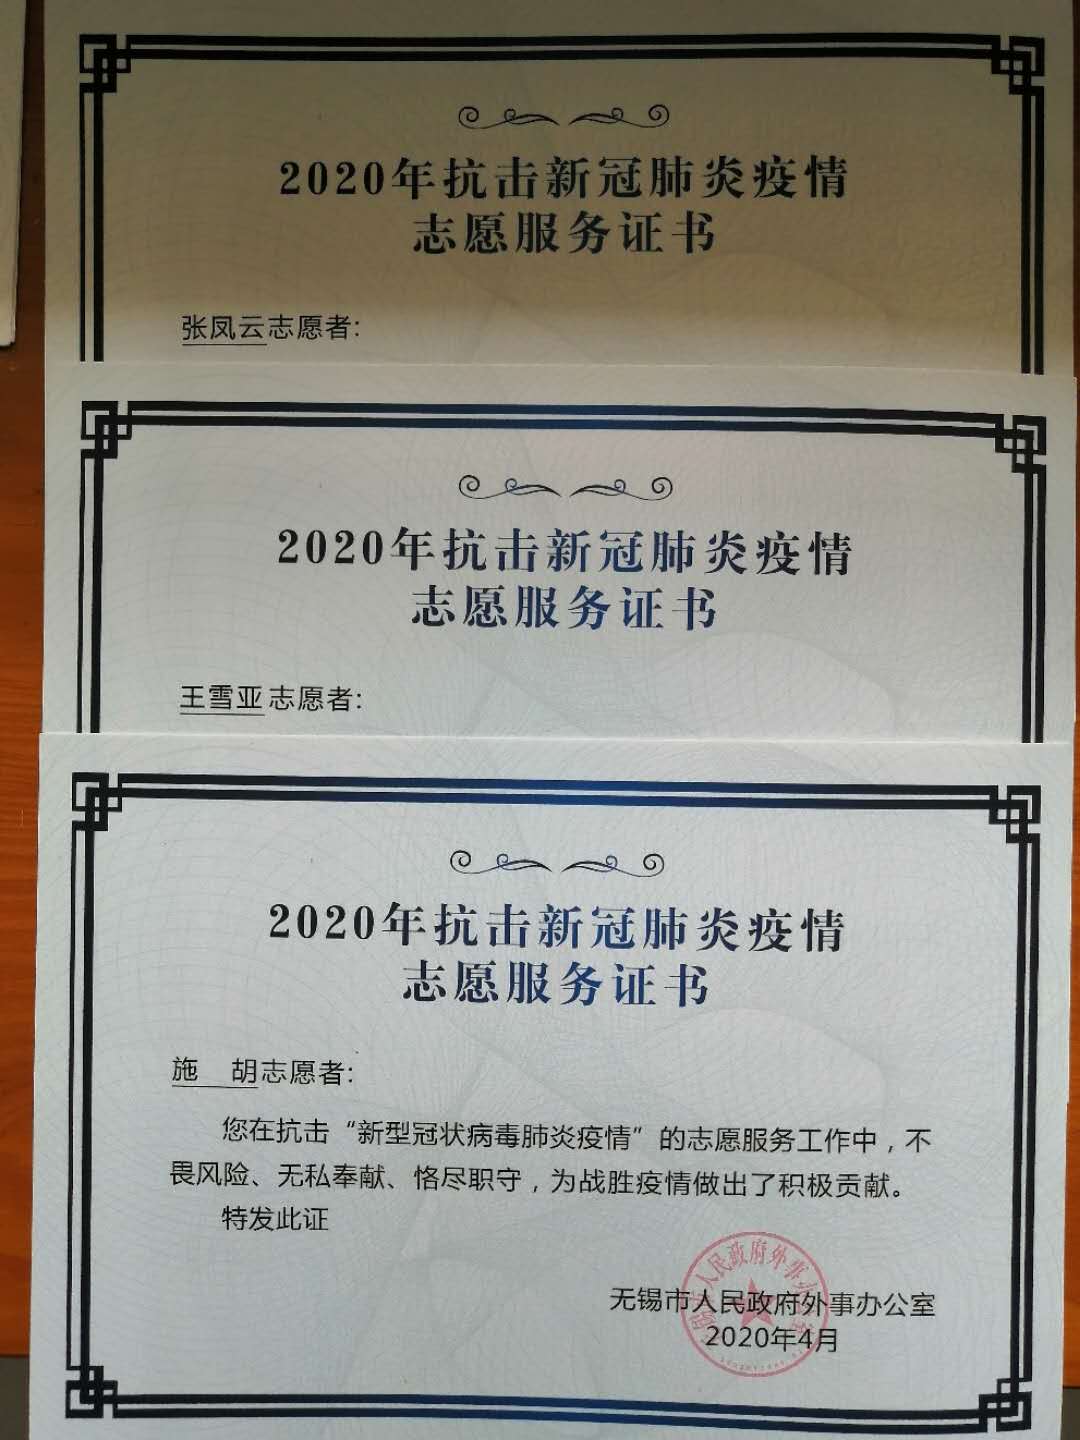 2020年抗击新冠肺炎疫情
志愿服务证书
张凤云志愿者:
2020年抗击新冠肺炎疫情
志愿服务证书
王雪亚志愿者:
2020年抗击新冠肺炎疫情
志愿服务证书
施 胡志愿者:
您在抗击“新型冠状病毒肺炎疫情”的志愿服务工作中，不
畏风险、无私奉献、恪尽职守，为战胜疫情做出了积极贡献。
特发此证
无锡市人民政府外事办公室
2020年4月